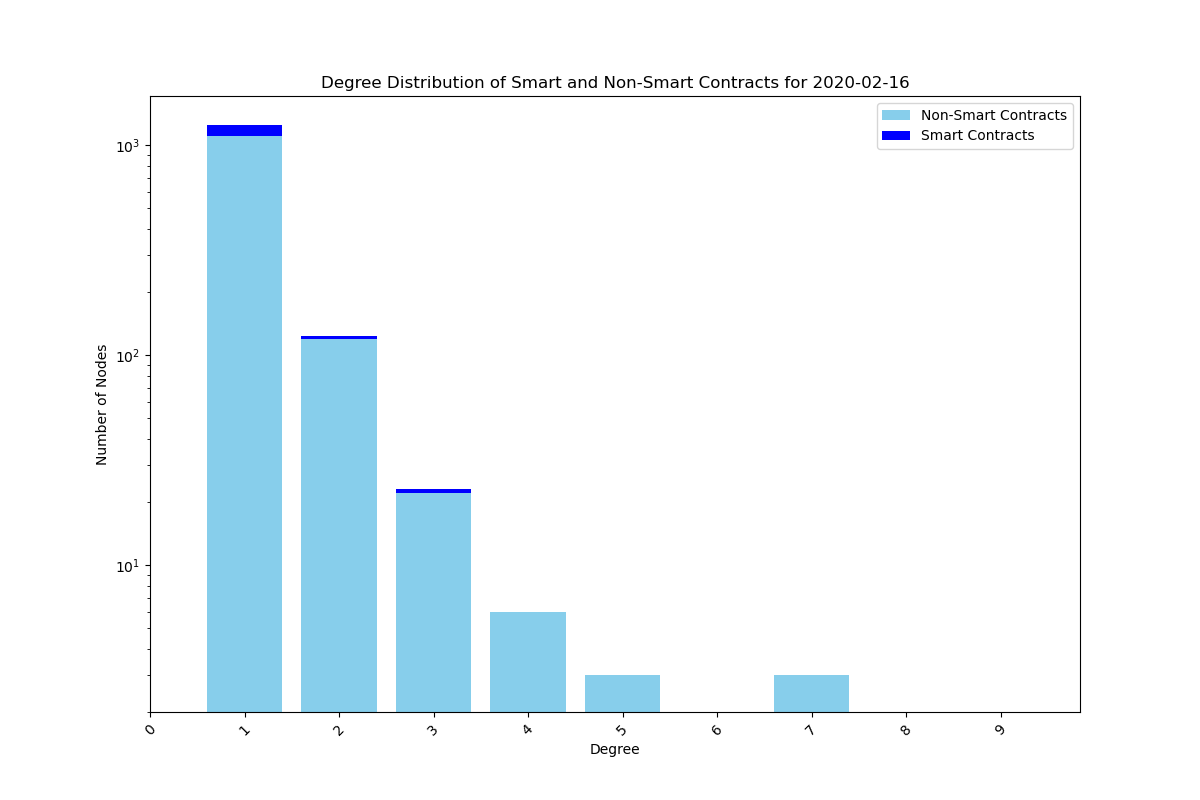 Degree Distribution of Smart and Non-Smart Contracts for 2020-02-16
Non-Smart Contracts
Smart Contracts
Number of Nodes
10³
10²
10¹
0 1 2 3 4 5 6 7 8 9
Degree